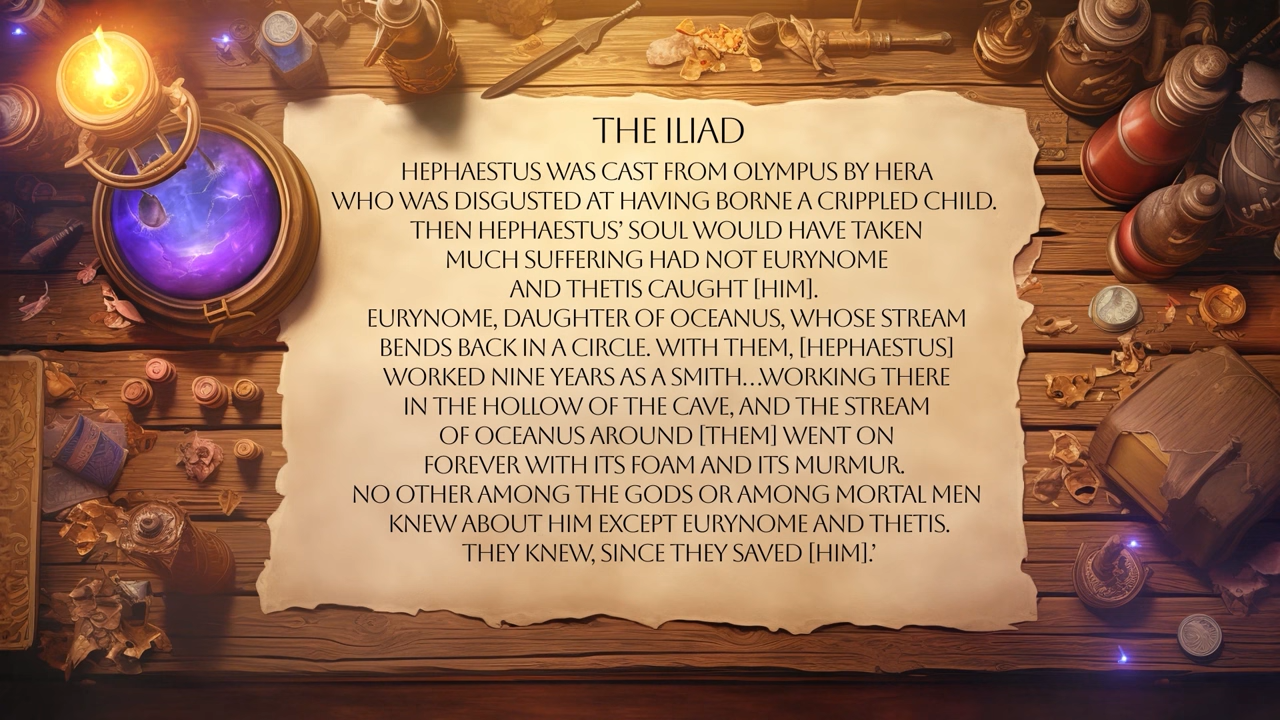 THE ILIAD
HEPHAESTUS WAS CAST FROM OLYMPUS BY HERA
WHO WAS DISGUSTED AT HAVING BORNE A CRIPPLED CHILD.
THEN HEPHAESTUS' SOUL WOULD HAVE TAKEN
MUCH SUFFERING HAD NOT EURYNOME
AND THETIS CAUGHT [HIM].
EURYNOME, DAUGHTER OF OCEANUS, WHOSE STREAM
BENDS BACK IN A CIRCLE. WITH THEM, [HEPHAESTUS]
WORKED NINE YEARS AS A SMITH...WORKING THERE
IN THE HOLLOW OF THE CAVE, AND THE STREAM
OF OCEANUS AROUND [THEM] WENT ON
FOREVER WITH ITS FOAM AND ITS MURMUR.
NO OTHER AMONG THE GODS OR AMONG MORTAL MEN
KNEW ABOUT HIM EXCEPT EURYNOME AND THETIS.
THEY KNEW, SINCE THEY SAVED [HIM].'